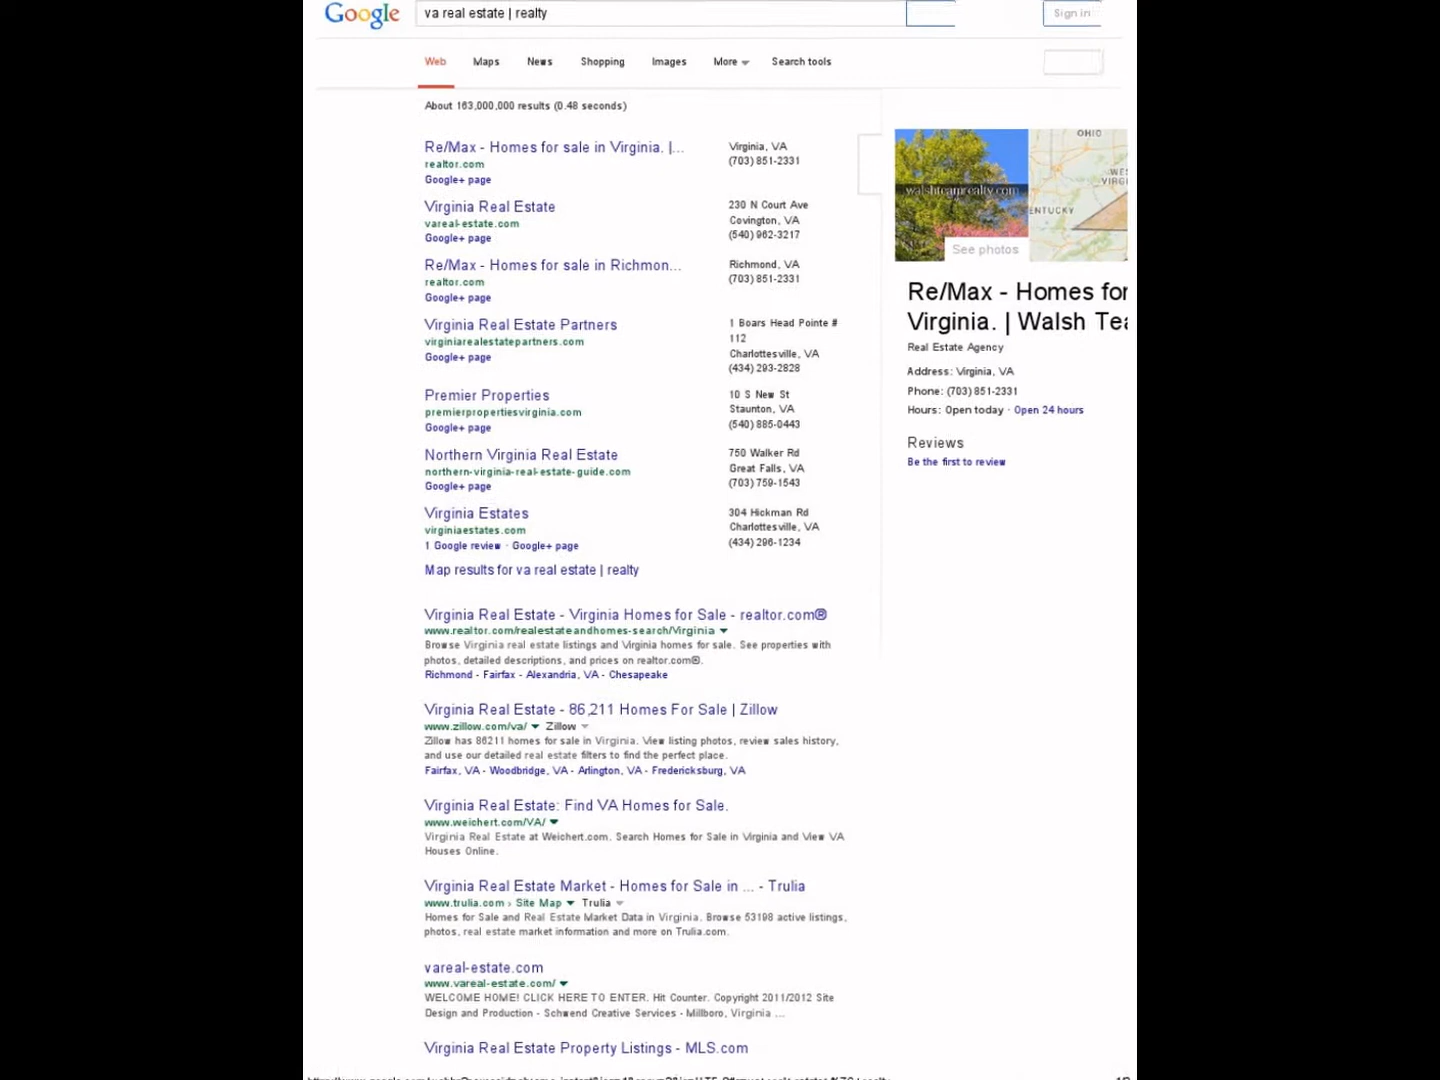 Google
va real estate | realty
Sign in
Web Maps News Shopping Images More Search tools
About 163,000,000 results (0.48 seconds)
Re/Max - Homes for sale in Virginia. |...
realtor.com
Google+ page
Virginia, VA
(703) 851-2331
Virginia Real Estate
vareal-estate.com
Google+ page
230 N Court Ave
Covington, VA
(540) 962-3217
Re/Max - Homes for sale in Richmon...
realtor.com
Google+ page
Richmond, VA
(703) 851-2331
Virginia Real Estate Partners
virginiarealestatepartners.com
Google+ page
1 Boars Head Pointe #
112
Charlottesville, VA
(434) 293-2828
Premier Properties
premierpropertiesvirginia.com
Google+ page
10 S New St
Staunton, VA
(540) 885-0443
Northern Virginia Real Estate
northern-virginia-real-estate-guide.com
Google+ page
750 Walker Rd
Great Falls, VA
(703) 759-1543
Virginia Estates
virginiaestates.com
1 Google review · Google+ page
304 Hickman Rd
Charlottesville, VA
(434) 296-1234
Map results for va real estate | realty
Virginia Real Estate - Virginia Homes for Sale - realtor.com®
www.realtor.com/realestateandhomes-search/Virginia
Browse Virginia real estate listings and Virginia homes for sale. See properties with
photos, detailed descriptions, and prices on realtor.com®.
Richmond - Fairfax - Alexandria, VA - Chesapeake
Virginia Real Estate - 86,211 Homes For Sale | Zillow
www.zillow.com/va/ Zillow
Zillow has 86211 homes for sale in Virginia. View listing photos, review sales history,
and use our detailed real estate filters to find the perfect place.
Fairfax, VA - Woodbridge, VA - Arlington, VA - Fredericksburg, VA
Virginia Real Estate: Find VA Homes for Sale.
www.weichert.com/VA/
Virginia Real Estate at Weichert.com. Search Homes for Sale in Virginia and View VA
Houses Online.
Virginia Real Estate Market - Homes for Sale in ... - Trulia
www.trulia.com › Site Map Trulia
Homes for Sale and Real Estate Market Data in Virginia. Browse 53198 active listings,
photos, real estate market information and more on Trulia.com.
vareal-estate.com
www.vareal-estate.com/
WELCOME HOME! CLICK HERE TO ENTER. Hit Counter. Copyright 2011/2012 Site
Design and Production - Schwend Creative Services - Millboro, Virginia ...
Virginia Real Estate Property Listings - MLS.com
walshteamrealty.com
See photos
OHIO
WES
VIRG
ENTUCKY
Re/Max - Homes for
Virginia. | Walsh Tea
Real Estate Agency
Address: Virginia, VA
Phone: (703) 851-2331
Hours: Open today · Open 24 hours
Reviews
Be the first to review